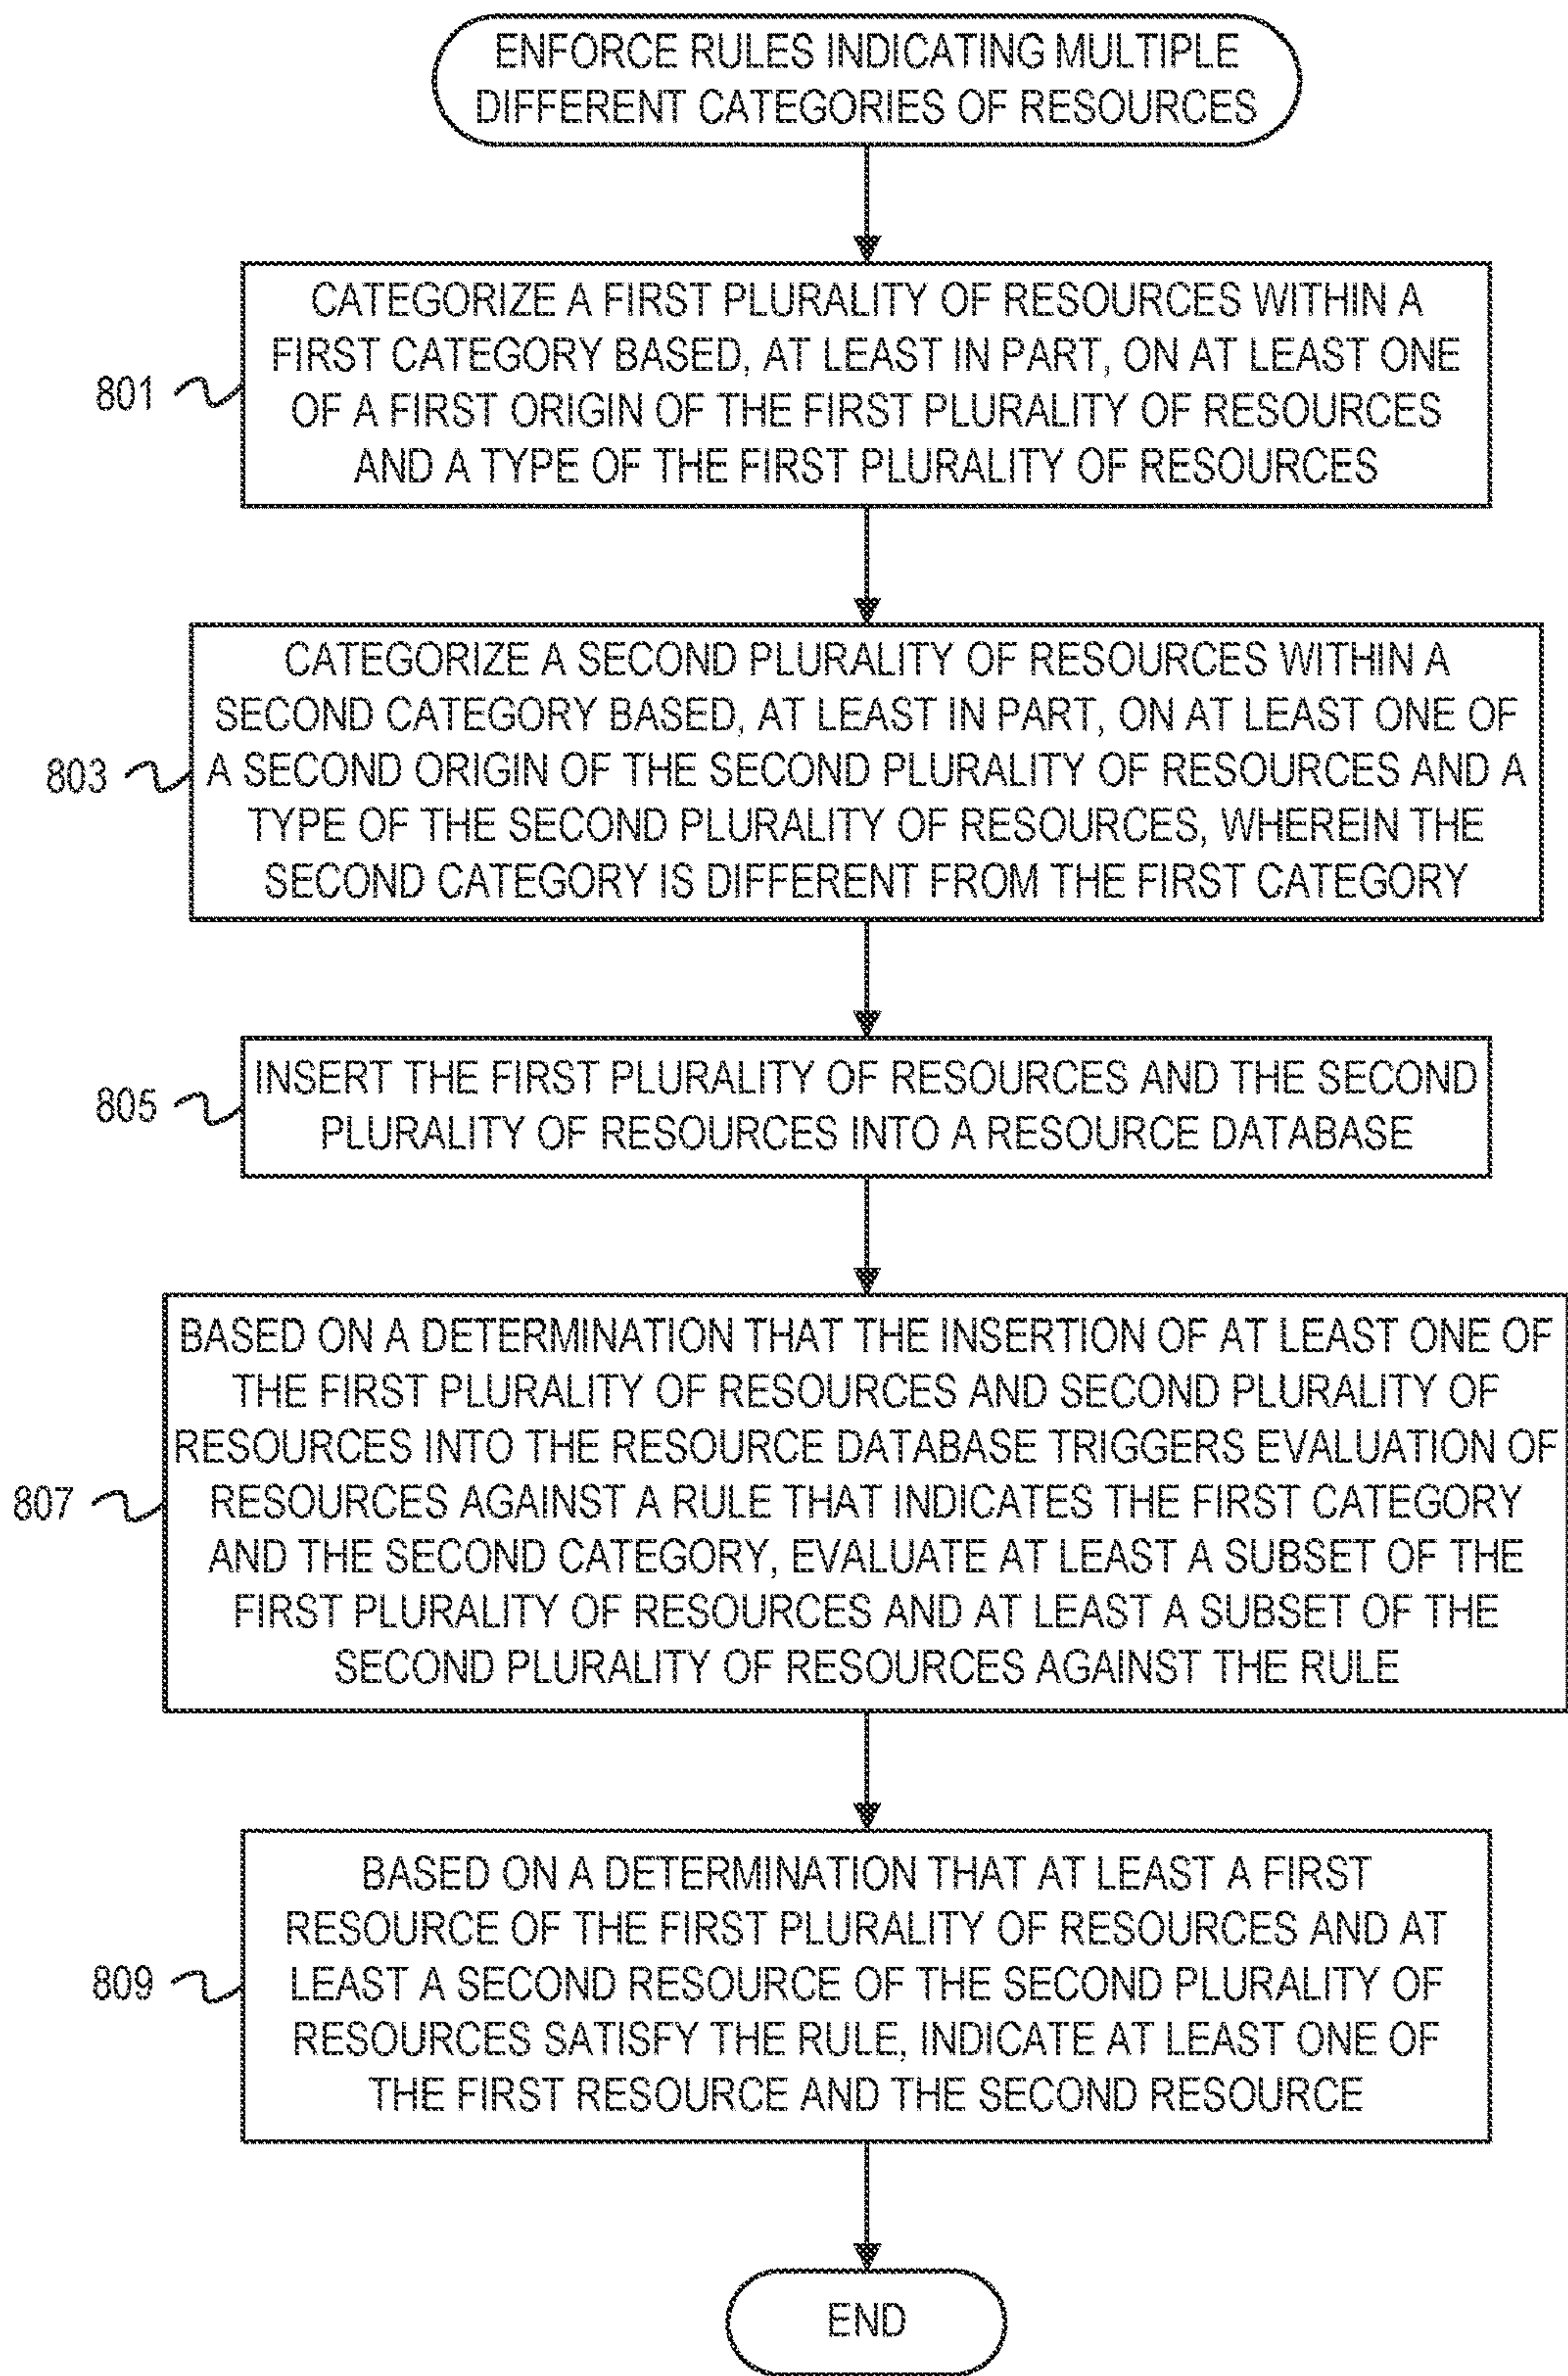 ENFORCE RULES INDICATING MULTIPLE
DIFFERENT CATEGORIES OF RESOURCES
801
CATEGORIZE A FIRST PLURALITY OF RESOURCES WITHIN A
FIRST CATEGORY BASED, AT LEAST IN PART, ON AT LEAST ONE
OF A FIRST ORIGIN OF THE FIRST PLURALITY OF RESOURCES
AND A TYPE OF THE FIRST PLURALITY OF RESOURCES
803
CATEGORIZE A SECOND PLURALITY OF RESOURCES WITHIN A
SECOND CATEGORY BASED, AT LEAST IN PART, ON AT LEAST ONE OF
A SECOND ORIGIN OF THE SECOND PLURALITY OF RESOURCES AND A
TYPE OF THE SECOND PLURALITY OF RESOURCES, WHEREIN THE
SECOND CATEGORY IS DIFFERENT FROM THE FIRST CATEGORY
805
INSERT THE FIRST PLURALITY OF RESOURCES AND THE SECOND
PLURALITY OF RESOURCES INTO A RESOURCE DATABASE
807
BASED ON A DETERMINATION THAT THE INSERTION OF AT LEAST ONE OF
THE FIRST PLURALITY OF RESOURCES AND SECOND PLURALITY OF
RESOURCES INTO THE RESOURCE DATABASE TRIGGERS EVALUATION OF
RESOURCES AGAINST A RULE THAT INDICATES THE FIRST CATEGORY
AND THE SECOND CATEGORY, EVALUATE AT LEAST A SUBSET OF THE
FIRST PLURALITY OF RESOURCES AND AT LEAST A SUBSET OF THE
SECOND PLURALITY OF RESOURCES AGAINST THE RULE
809
BASED ON A DETERMINATION THAT AT LEAST A FIRST
RESOURCE OF THE FIRST PLURALITY OF RESOURCES AND AT
LEAST A SECOND RESOURCE OF THE SECOND PLURALITY OF
RESOURCES SATISFY THE RULE, INDICATE AT LEAST ONE OF
THE FIRST RESOURCE AND THE SECOND RESOURCE
END